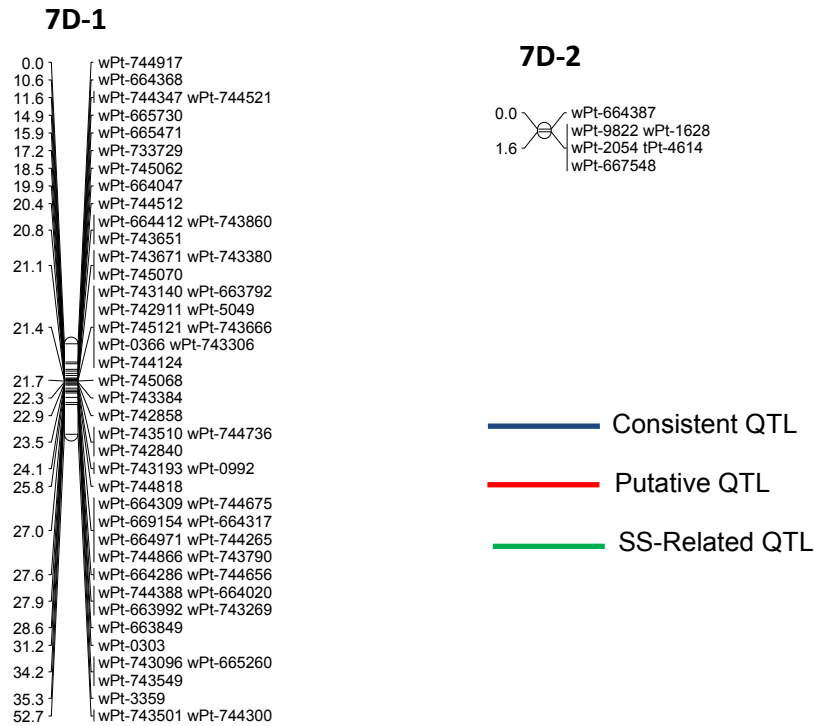 7D-1
0.0 wPt-744917
10.6 wPt-664368
11.6 wPt-744347 wPt-744521
14.9 wPt-665730
15.9 wPt-665471
17.2 wPt-733729
18.5 wPt-745062
19.9 wPt-664047
20.4 wPt-744512
wPt-664412 wPt-743860
20.8
wPt-743651
wPt-743671 wPt-743380
21.1
wPt-745070
wPt-743140 wPt-663792
wPt-742911 wPt-5049
21.4 wPt-745121 wPt-743666
wPt-0366 wPt-743306
wPt-744124
21.7 wPt-745068
22.3 wPt-743384
22.9 wPt-742858
wPt-743510 wPt-744736
23.5
wPt-742840
24.1 wPt-743193 wPt-0992
25.8 wPt-744818
wPt-664309 wPt-744675
wPt-669154 wPt-664317
27.0
wPt-664971 wPt-744265
wPt-744866 wPt-743790
27.6 wPt-664286 wPt-744656
wPt-744388 wPt-664020
27.9
wPt-663992 wPt-743269
28.6 wPt-663849
31.2 wPt-0303
wPt-743096 wPt-665260
34.2
wPt-743549
35.3 wPt-3359
52.7 wPt-743501 wPt-744300
7D-2
0.0 wPt-664387
wPt-9822 wPt-1628
1.6 wPt-2054 tPt-4614
wPt-667548
Consistent QTL
Putative QTL
SS-Related QTL